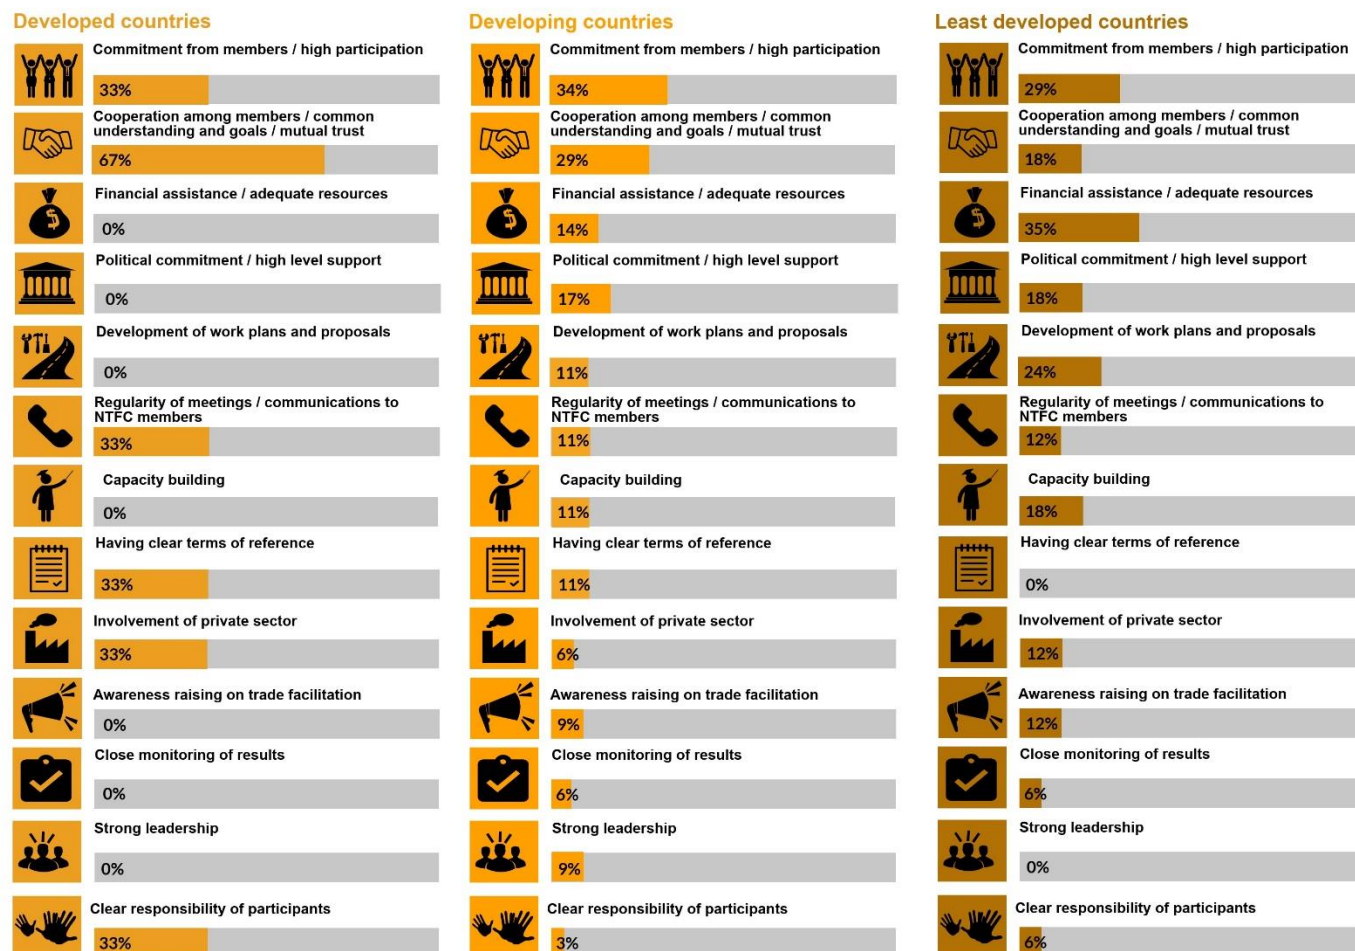 Developed countries
Commitment from members / high participation
33%
Cooperation among members / common
understanding and goals / mutual trust
67%
Financial assistance / adequate resources
0%
Political commitment / high level support
0%
Development of work plans and proposals
0%
Regularity of meetings / communications to
NTFC members
33%
Capacity building
0%
Having clear terms of reference
33%
Involvement of private sector
33%
Awareness raising on trade facilitation
0%
Close monitoring of results
0%
Strong leadership
0%
Clear responsibility of participants
33%
Developing countries
Commitment from members / high participation
34%
Cooperation among members / common
understanding and goals / mutual trust
29%
Financial assistance / adequate resources
14%
Political commitment / high level support
17%
Development of work plans and proposals
11%
Regularity of meetings / communications to
NTFC members
11%
Capacity building
11%
Having clear terms of reference
11%
Involvement of private sector
6%
Awareness raising on trade facilitation
9%
Close monitoring of results
6%
Strong leadership
9%
Clear responsibility of participants
3%
Least developed countries
Commitment from members / high participation
29%
Cooperation among members / common
understanding and goals / mutual trust
18%
Financial assistance / adequate resources
35%
Political commitment / high level support
18%
Development of work plans and proposals
24%
Regularity of meetings / communications to
NTFC members
12%
Capacity building
18%
Having clear terms of reference
0%
Involvement of private sector
12%
Awareness raising on trade facilitation
12%
Close monitoring of results
6%
Strong leadership
0%
Clear responsibility of participants
6%